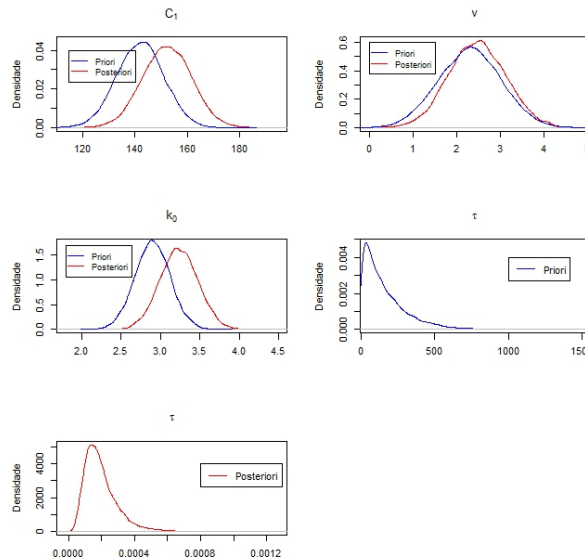 C₁
Densidade
0.00 0.02 0.04
Priori
Posteriori
120 140 160 180
ν
Densidade
0.0 0.2 0.4 0.6
Priori
Posteriori
0 1 2 3 4 5
k₀
Densidade
0.0 0.5 1.0 1.5
Priori
Posteriori
2.0 2.5 3.0 3.5 4.0 4.5
τ
Densidade
0.000 0.002 0.004
Priori
0 500 1000 1500
τ
Densidade
0 2000 4000
Posteriori
0.0000 0.0004 0.0008 0.0012